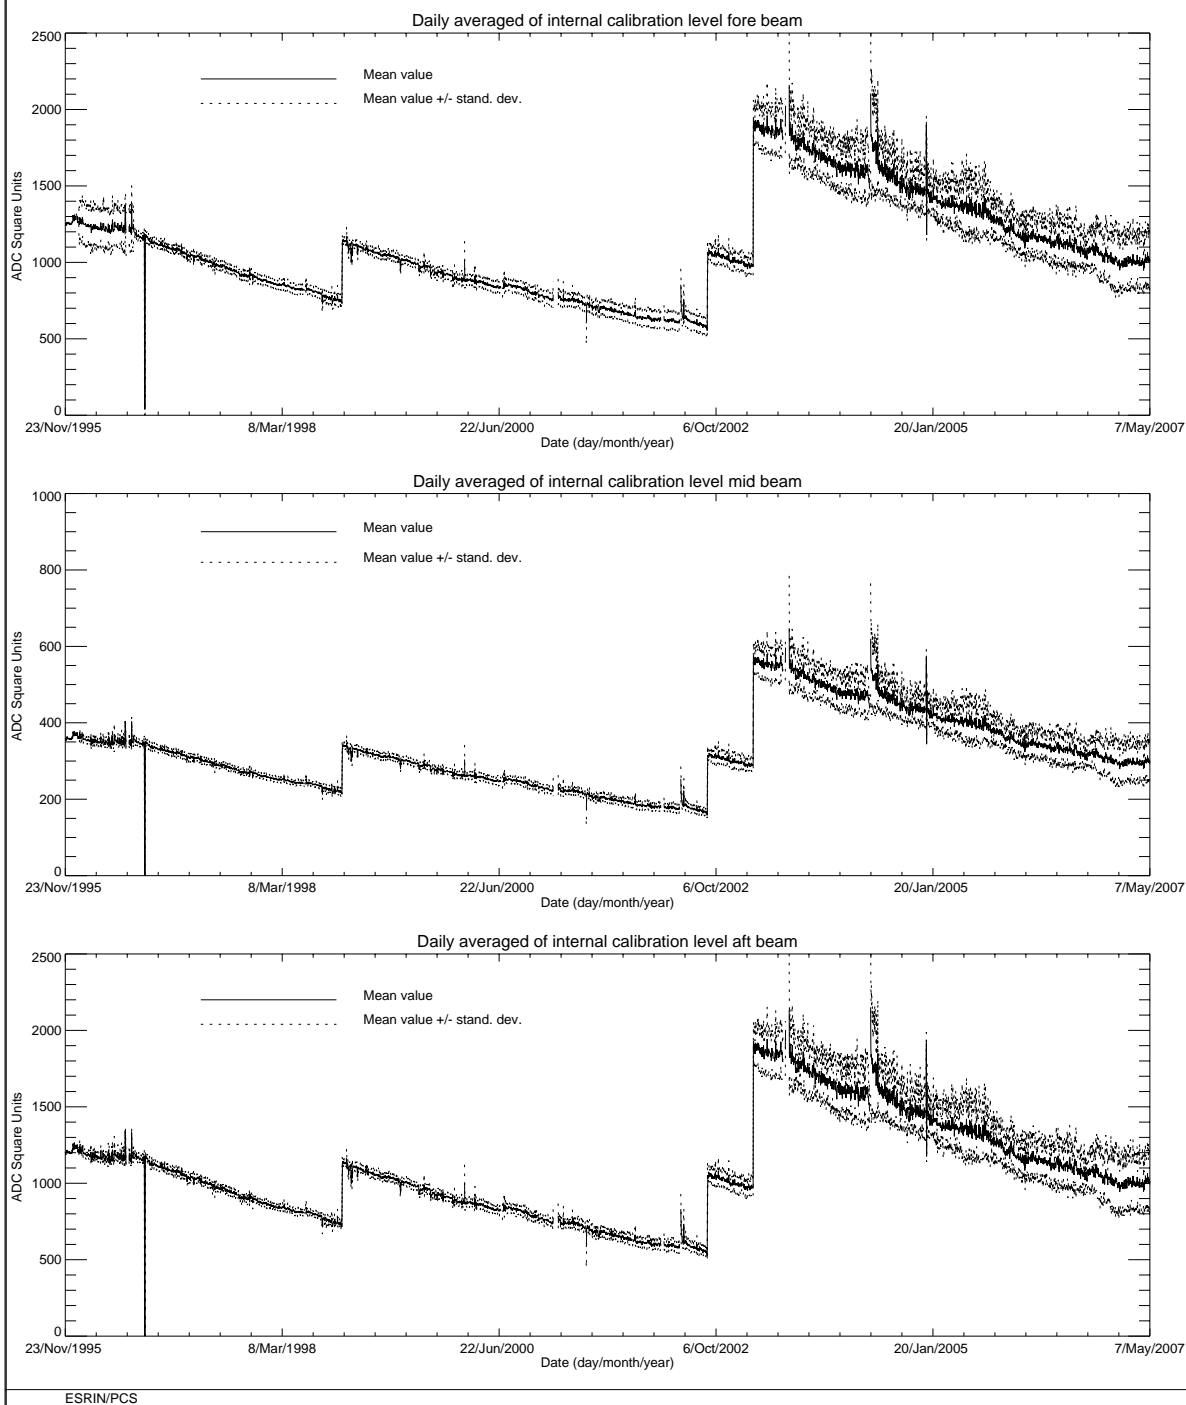 Daily averaged of internal calibration level fore beam
2500
2000
1500
1000
500
0
ADC Square Units
Mean value
Mean value +/- stand. dev.
23/Nov/1995
8/Mar/1998
22/Jun/2000
6/Oct/2002
20/Jan/2005
7/May/2007
Date (day/month/year)
Daily averaged of internal calibration level mid beam
1000
800
600
400
200
0
ADC Square Units
Mean value
Mean value +/- stand. dev.
23/Nov/1995
8/Mar/1998
22/Jun/2000
6/Oct/2002
20/Jan/2005
7/May/2007
Date (day/month/year)
Daily averaged of internal calibration level aft beam
2500
2000
1500
1000
500
0
ADC Square Units
Mean value
Mean value +/- stand. dev.
23/Nov/1995
8/Mar/1998
22/Jun/2000
6/Oct/2002
20/Jan/2005
7/May/2007
Date (day/month/year)
ESRIN/PCS